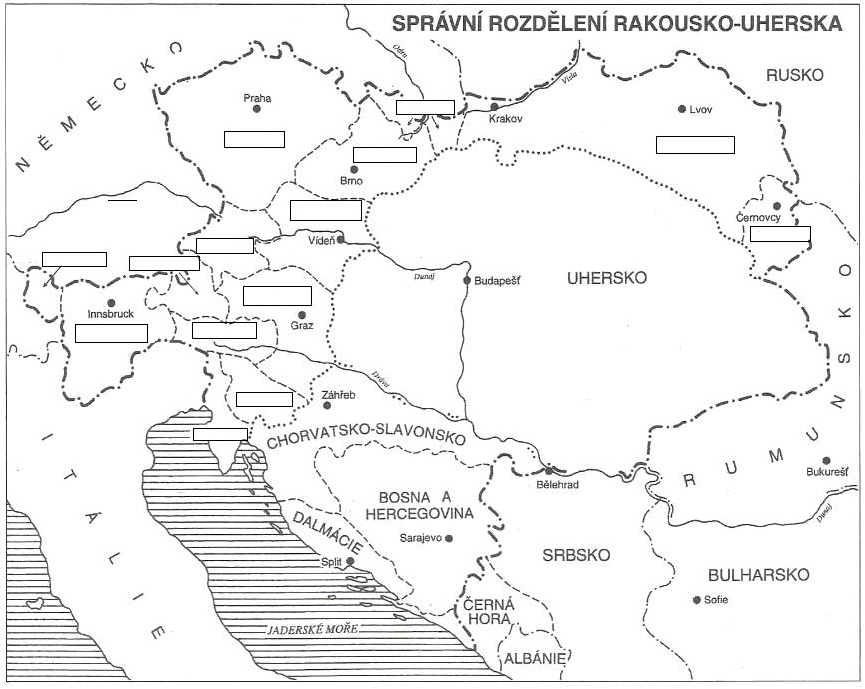 SPRÁVNÍ ROZDĚLENÍ RAKOUSKO-UHERSKA
NĚMECKO
Odra
Visla
RUSKO
Praha
Krakov
Lvov
Brno
Černovcy
Vídeň
Dunaj
Budapešť
UHERSKO
Innsbruck
Graz
Dráva
Záhřeb
CHORVATSKO-SLAVONSKO
RUMUNSKO
Bukurešť
Dunaj
Bělehrad
ITÁLIE
BOSNA A
HERCEGOVINA
Sarajevo
DALMÁCIE
Split
SRBSKO
BULHARSKO
Sofie
ČERNÁ
HORA
JADERSKÉ MOŘE
ALBÁNIE